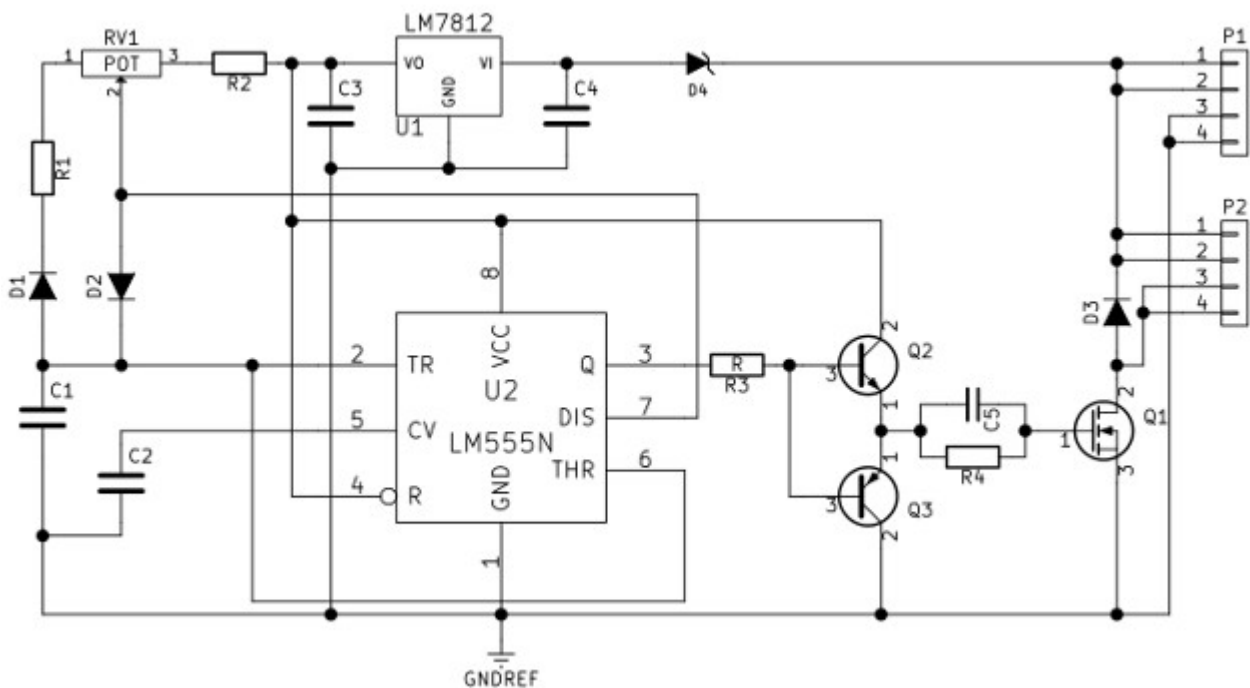 LM7812
P1
RV1
1 POT 3
2
R2
VO VI
GND
U1
C3
C4
D4
1
2
3
4
R1
P2
1
2
3
4
D1
D2
D3
8
VCC
2 TR
Q 3
U2
R
R3
2
3
Q2
1
C1
5 CV
DIS 7
LM555N
C2
THR 6
4 R
GND
1
C5
R4
2
1
Q1
3
1
3
Q3
2
GNDREF